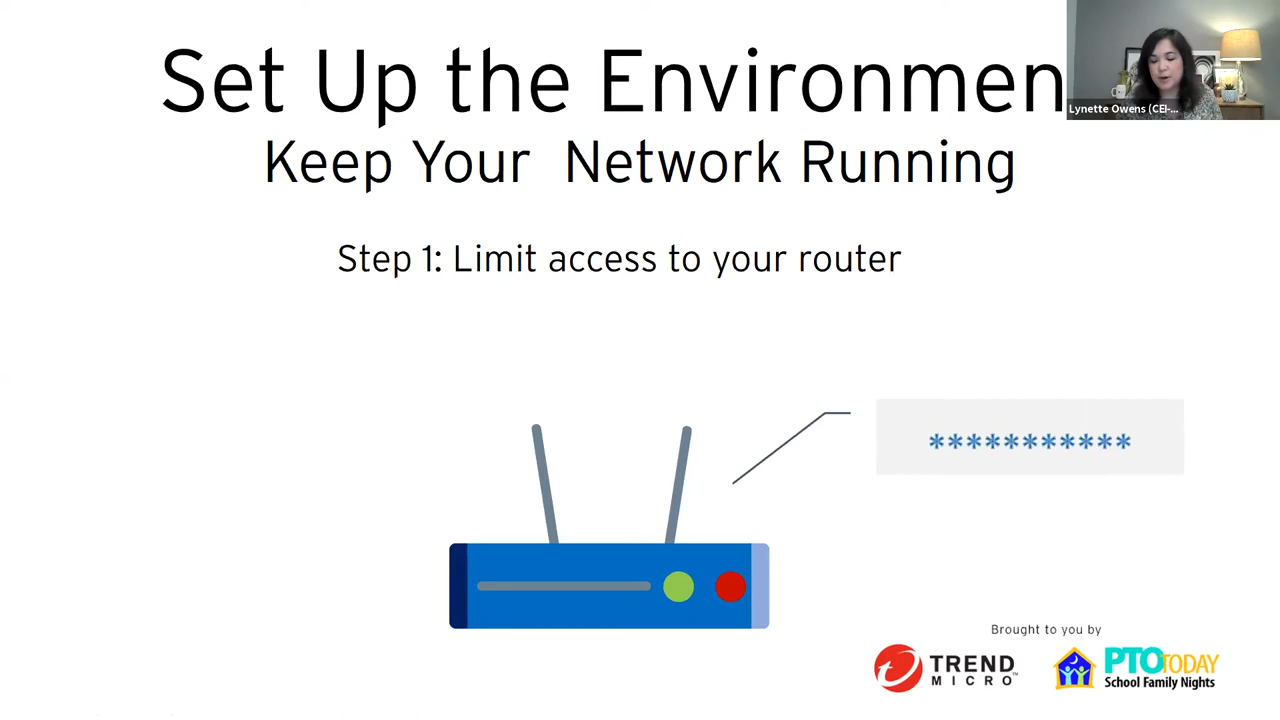 Set Up the Environmen
Lynette Owens (CEI-...
Keep Your Network Running
Step 1: Limit access to your router
***********
Brought to you by
TREND MICRO™
PTO TODAY
School Family Nights